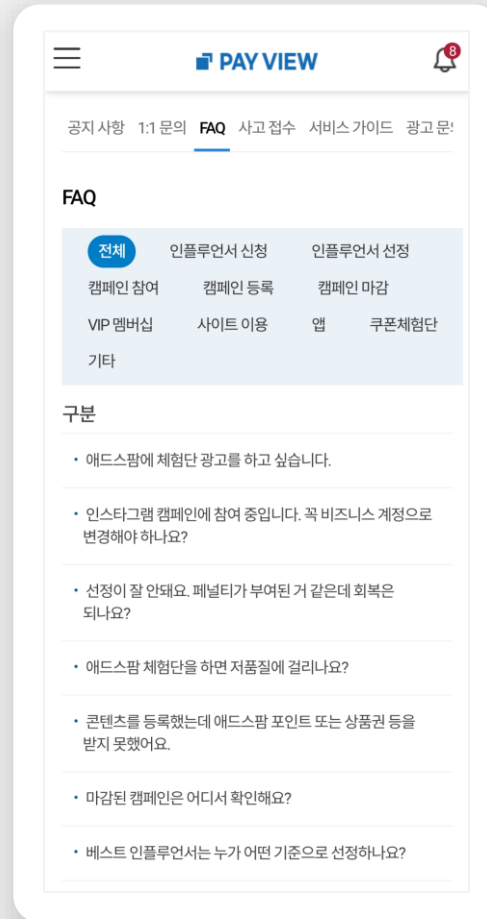 PAY VIEW
8
공지 사항 1:1 문의 FAQ 사고 접수 서비스 가이드 광고 문
FAQ
전체 인플루언서 신청 인플루언서 선정
캠페인 참여 캠페인 등록 캠페인 마감
VIP 멤버십 사이트 이용 앱 쿠폰체험단
기타
구분
• 애드스팜에 체험단 광고를 하고 싶습니다.
• 인스타그램 캠페인에 참여 중입니다. 꼭 비즈니스 계정으로
변경해야 하나요?
• 선정이 잘 안돼요. 페널티가 부여된 거 같은데 회복은
되나요?
• 애드스팜 체험단을 하면 저품질에 걸리나요?
• 콘텐츠를 등록했는데 애드스팜 포인트 또는 상품권 등을
받지 못했어요.
• 마감된 캠페인은 어디서 확인해요?
• 베스트 인플루언서는 누가 어떤 기준으로 선정하나요?